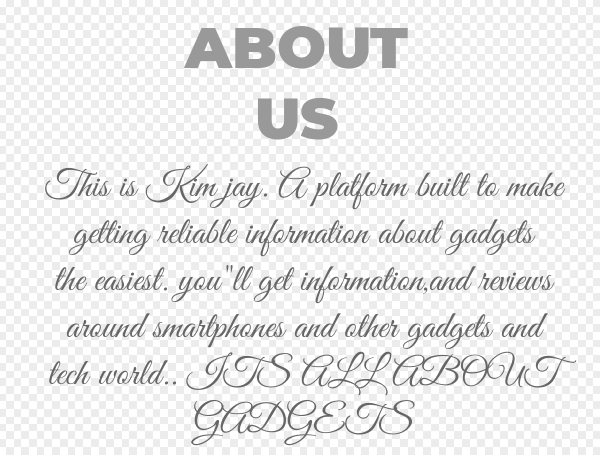 ABOUT
US
This is Kim jay. A platform built to make
getting reliable information about gadgets
the easiest. you"ll get information,and reviews
around smartphones and other gadgets and
tech world.. ITS ALL ABOUT
GADGETS